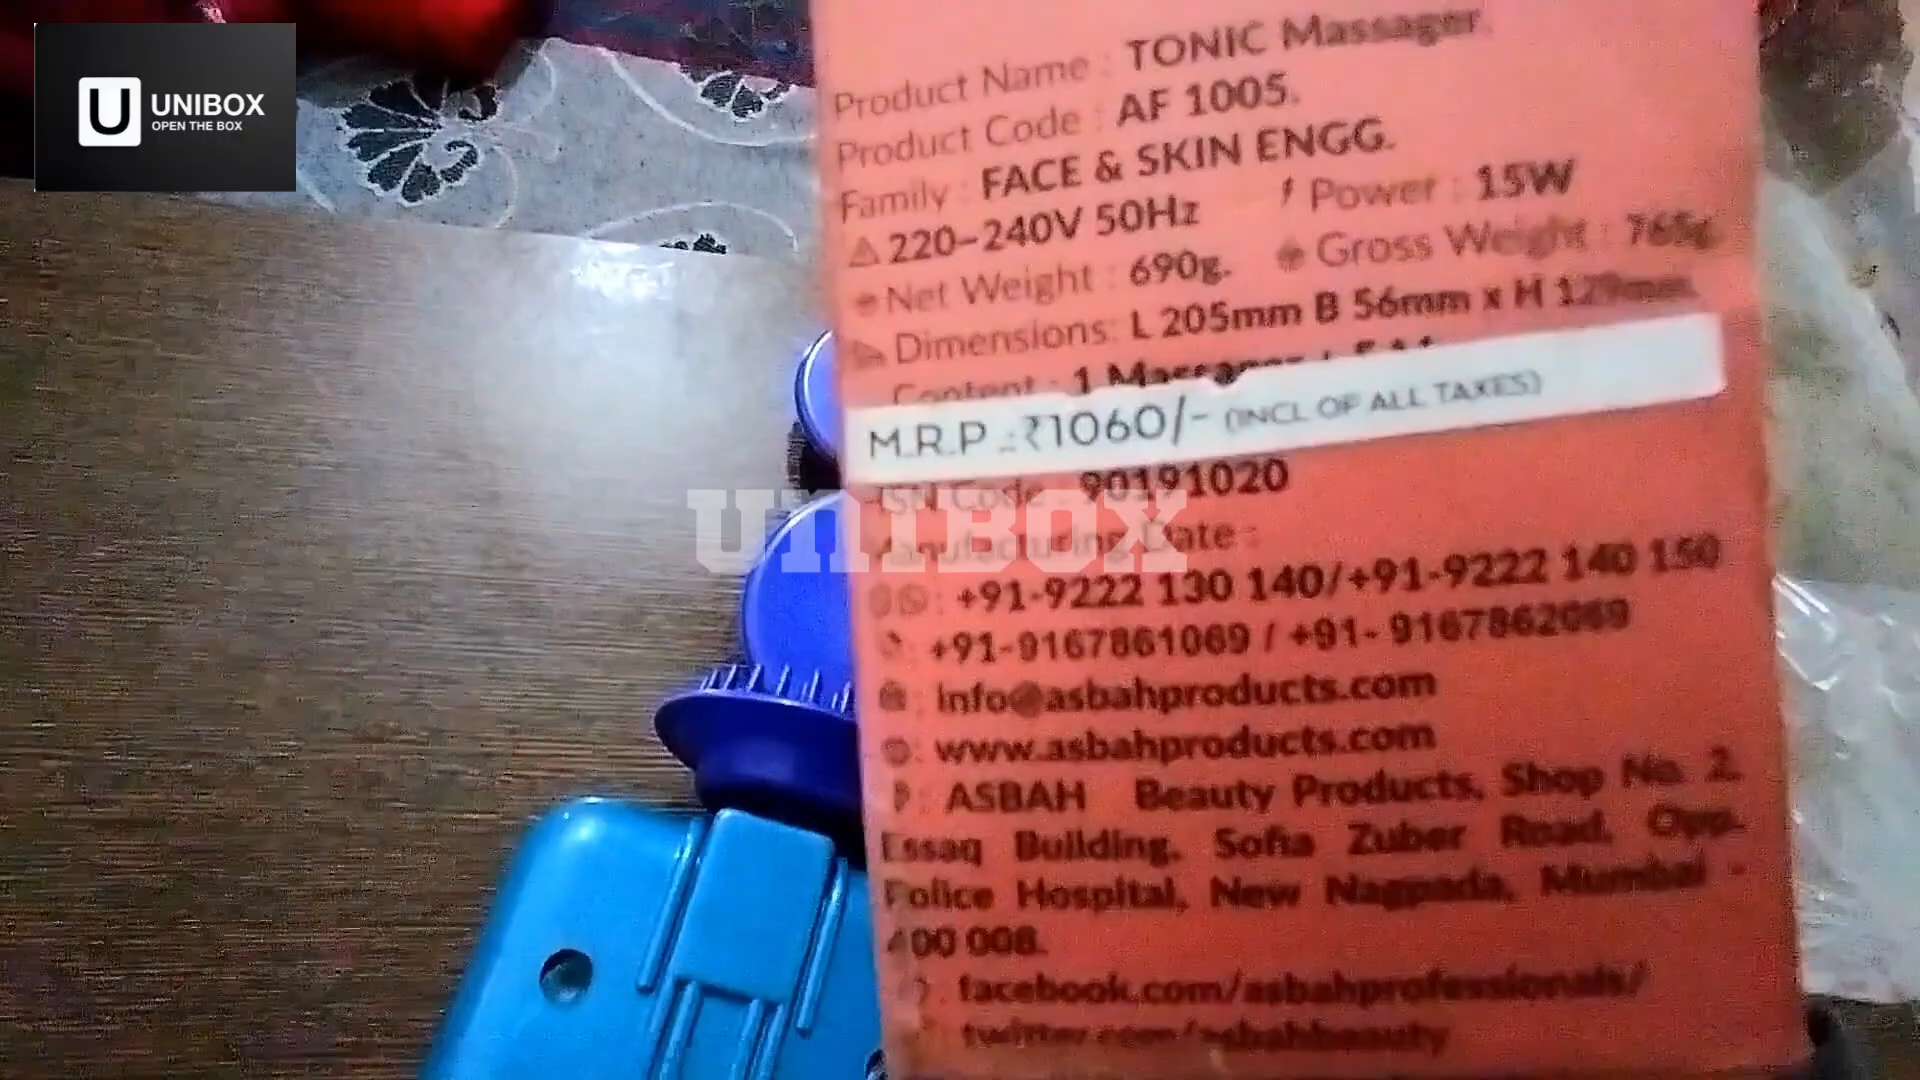 U UNIBOX
OPEN THE BOX
Product Name : TONIC Massager.
Product Code : AF 1005.
Family : FACE & SKIN ENGG.
220-240V 50Hz Power : 15W
Net Weight : 690g. Gross Weight : 765g.
Dimensions: L 205mm B 56mm x H 129mm.
Content : 1 Massager
M.R.P .:₹1060/- (INCL OF ALL TAXES)
HSN Code : 90191020
UNIBOX
Manufacturing Date :
: +91-9222 130 140/+91-9222 140 150
: +91-9167861069 / +91- 9167862069
: info@asbahproducts.com
: www.asbahproducts.com
: ASBAH Beauty Products, Shop No. 2,
Essaq Building, Sofia Zuber Road, Opp.
Police Hospital, New Nagpada, Mumbai -
400 008.
: facebook.com/asbahprofessionals/
: twitter.com/asbahbeauty